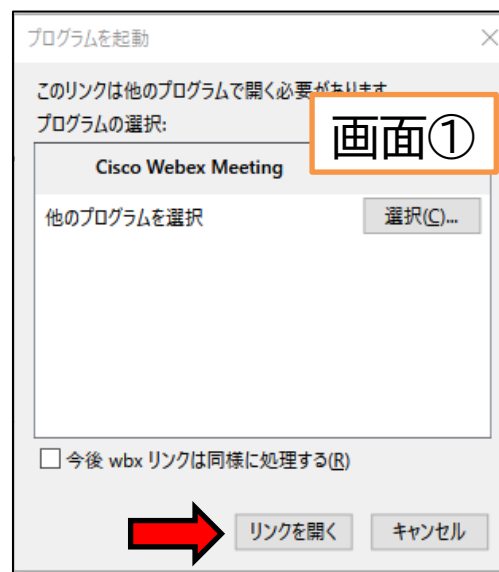 プログラムを起動
このリンクは他のプログラムで開く必要があります
プログラムの選択:
画面①
Cisco Webex Meeting
他のプログラムを選択
選択(C)...
今後 wbx リンクは同様に処理する(R)
リンクを開く
キャンセル